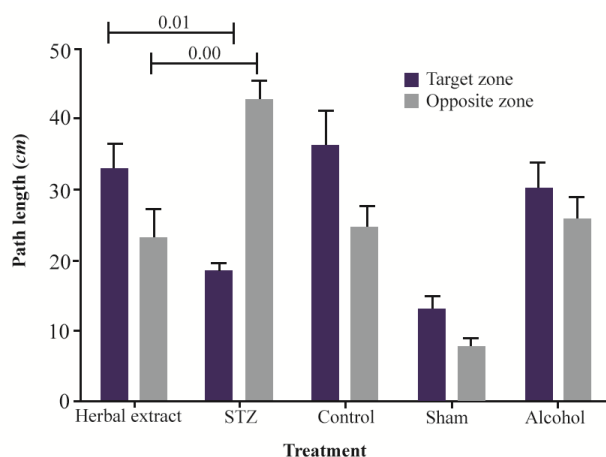 0.01
0.00
50
40
30
20
10
0
Path length (cm)
Target zone
Opposite zone
Herbal extract
STZ
Control
Sham
Alcohol
Treatment